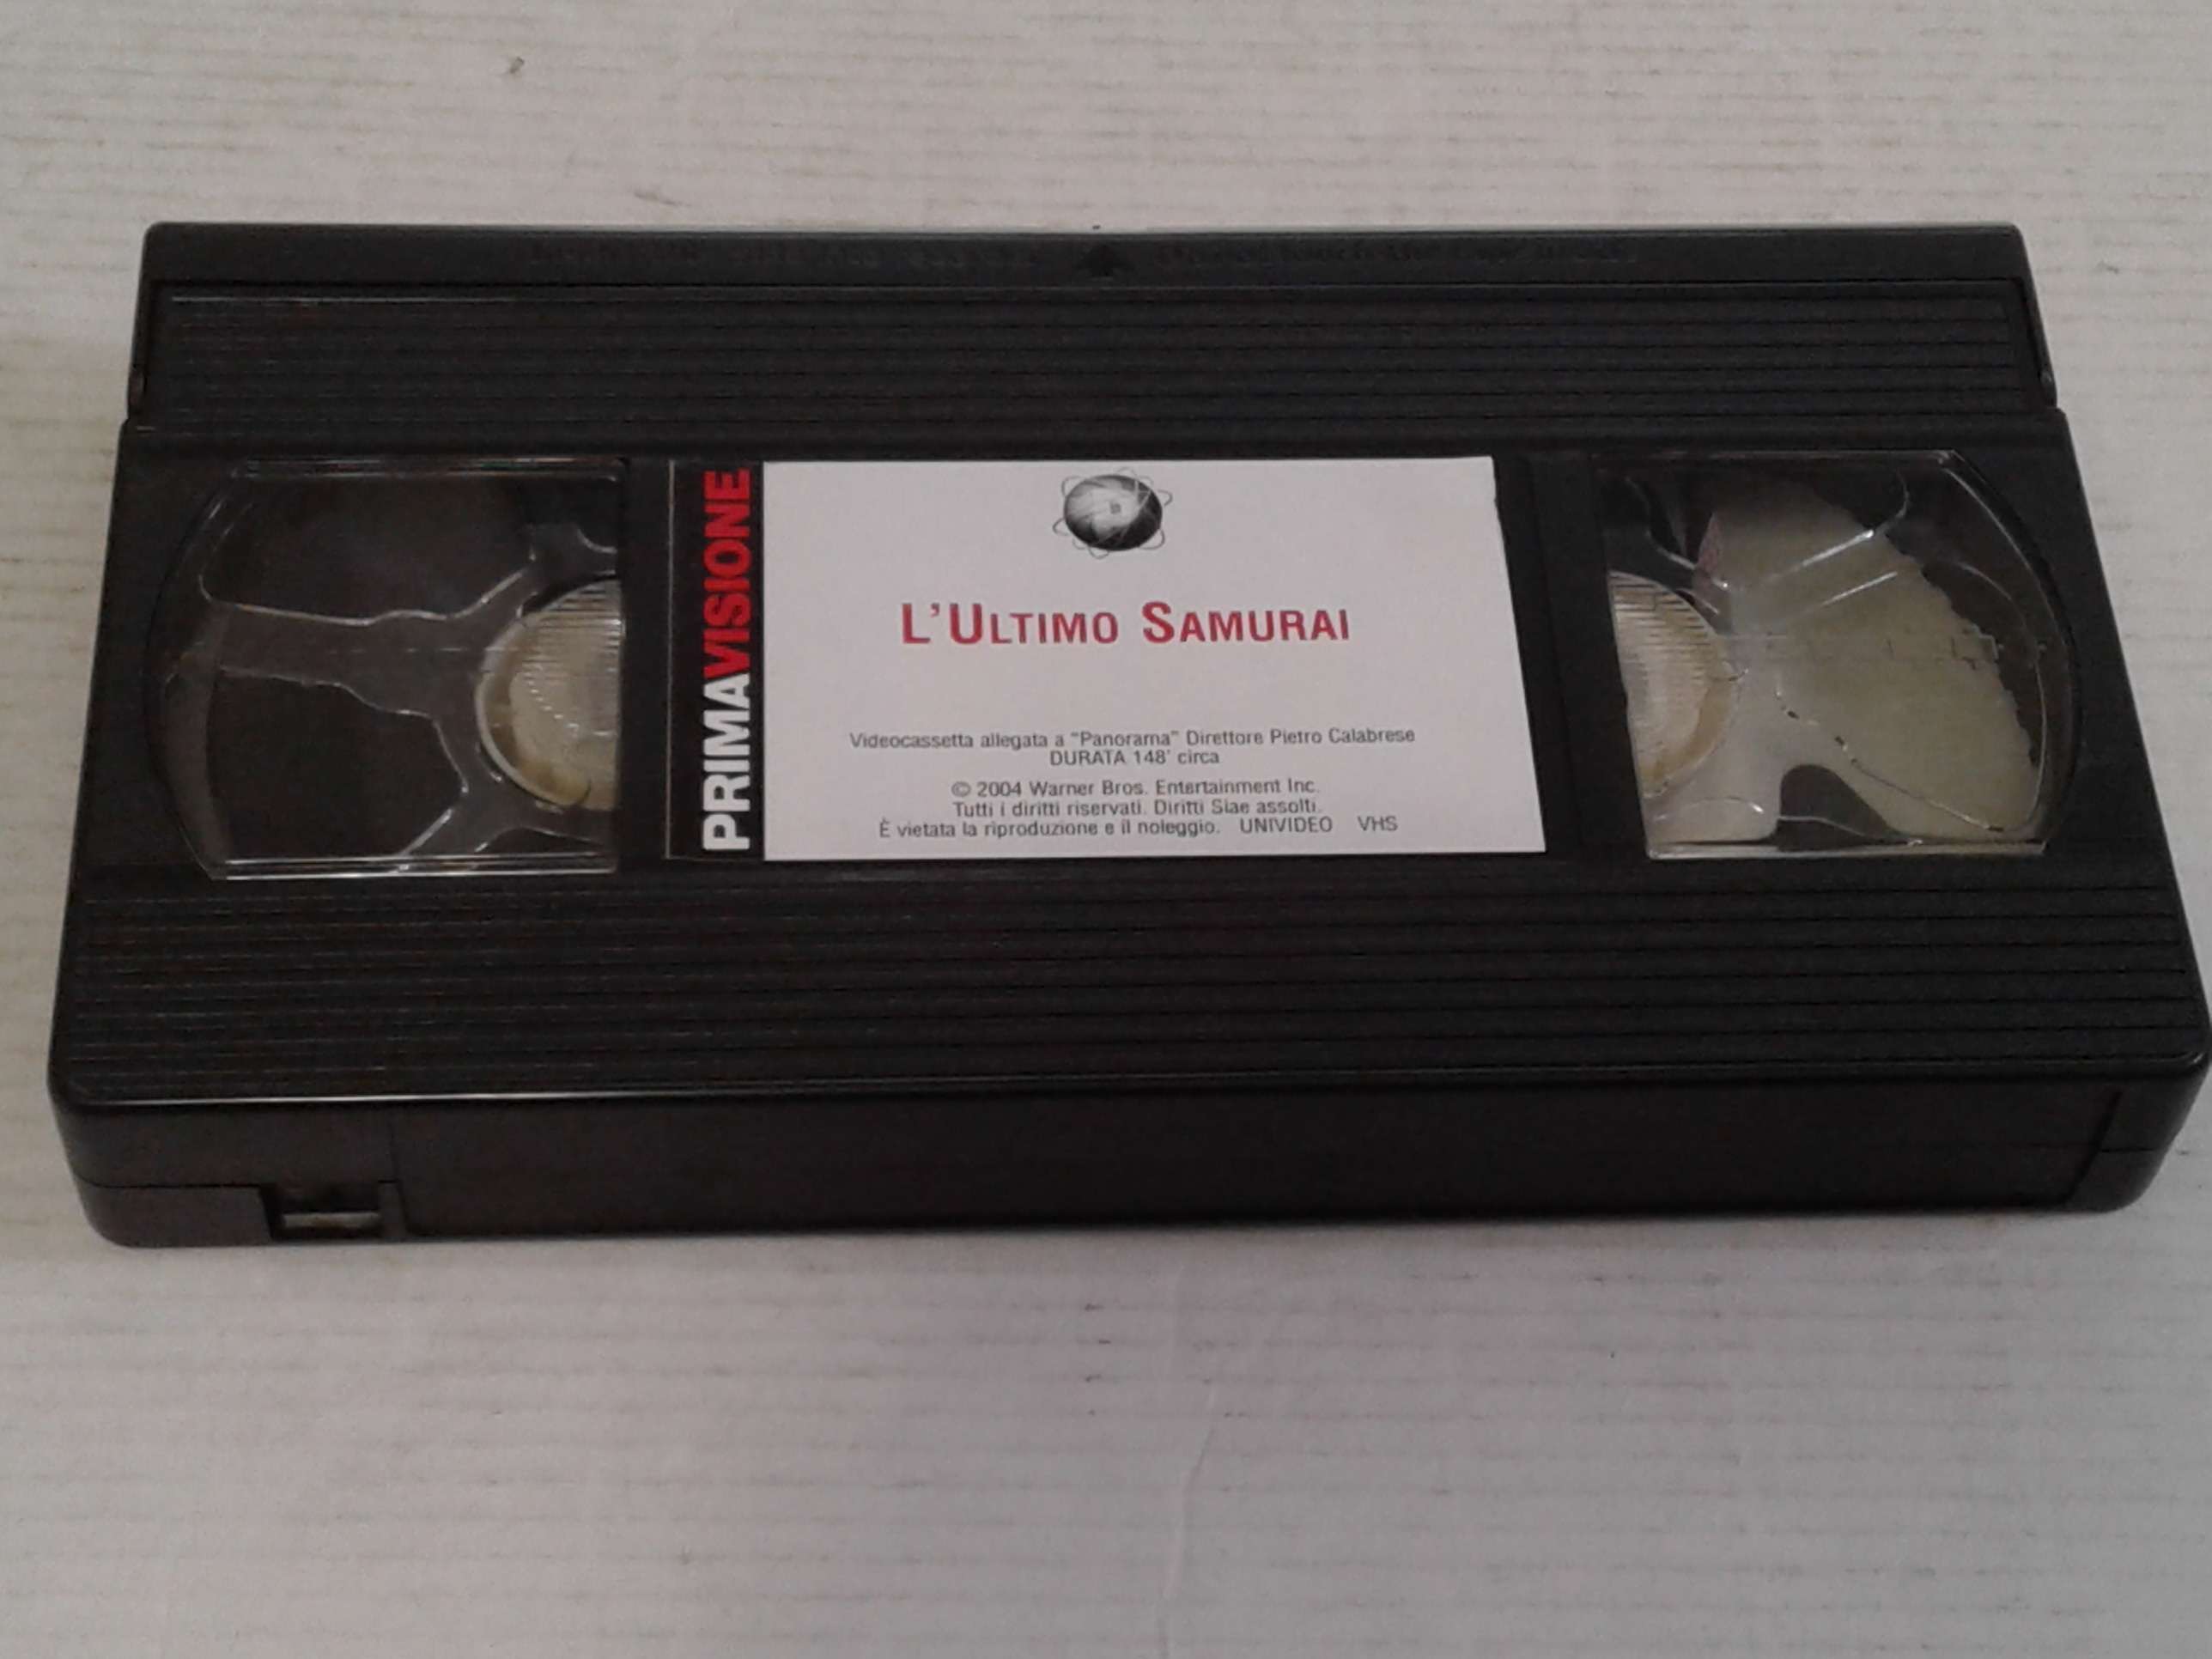 PRIMAVISIONE
L'ULTIMO SAMURAI
Videocassetta allegata a "Panorama" Direttore Pietro Calabrese
DURATA 148' circa
© 2004 Warner Bros. Entertainment Inc.
Tutti i diritti riservati. Diritti Siae assolti.
È vietata la riproduzione e il noleggio. UNIVIDEO VHS